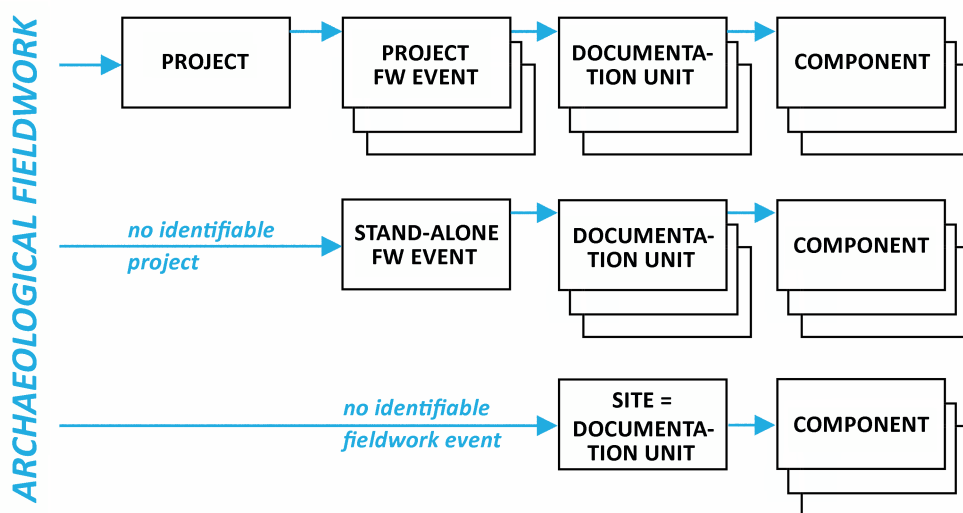 ARCHAEOLOGICAL FIELDWORK
PROJECT
PROJECT
FW EVENT
DOCUMENTA-
TION UNIT
COMPONENT
no identifiable
project
STAND-ALONE
FW EVENT
DOCUMENTA-
TION UNIT
COMPONENT
no identifiable
fieldwork event
SITE =
DOCUMENTA-
TION UNIT
COMPONENT